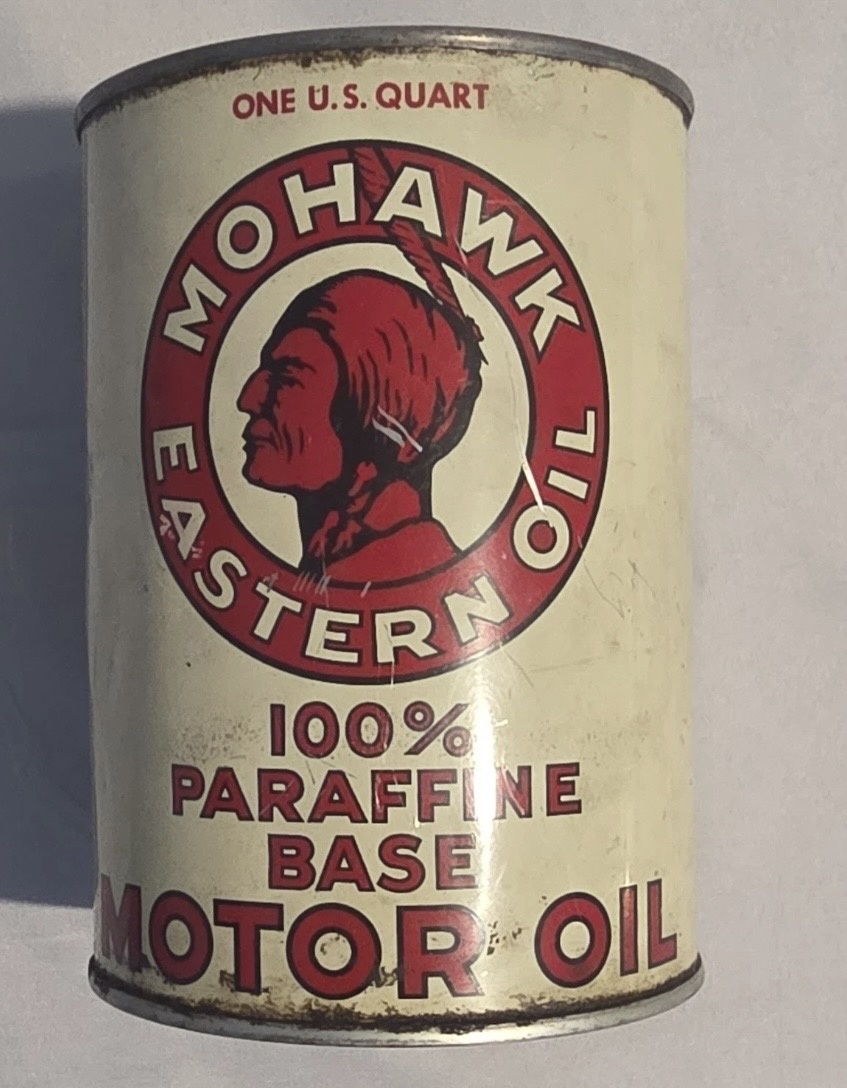 ONE U.S. QUART
MOHAWK
EASTERN OIL
100%
PARAFFINE
BASE
MOTOR OIL